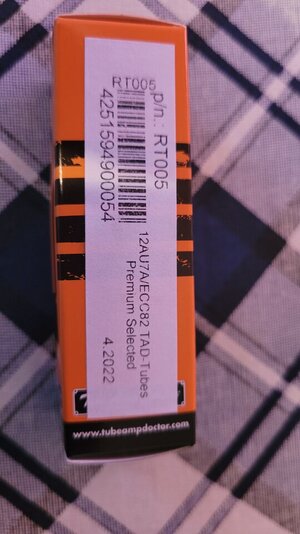 RT005
p/n.: RT005
4251594900054
12AU7A/ECC82 TAD-Tubes
Premium Selected
4.2022
www.tubeampdoctor.com